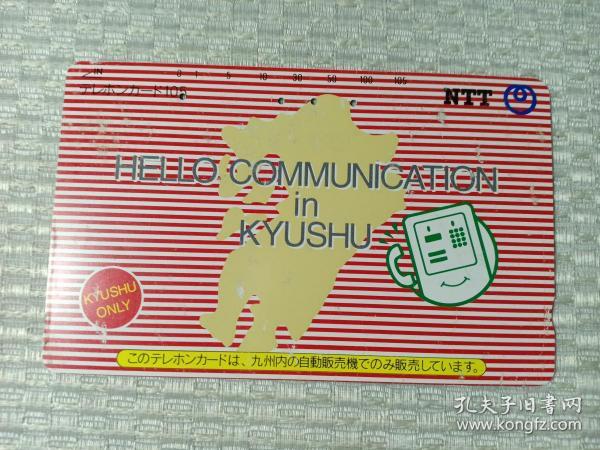 IN
0 1 5 10 30 50 100 105
テレホンカード105
NTT
HELLO COMMUNICATION
in
KYUSHU
KYUSHU
ONLY
このテレホンカードは、九州内の自動販売機でのみ販売しています。
孔夫子旧书网
www.kongfz.com